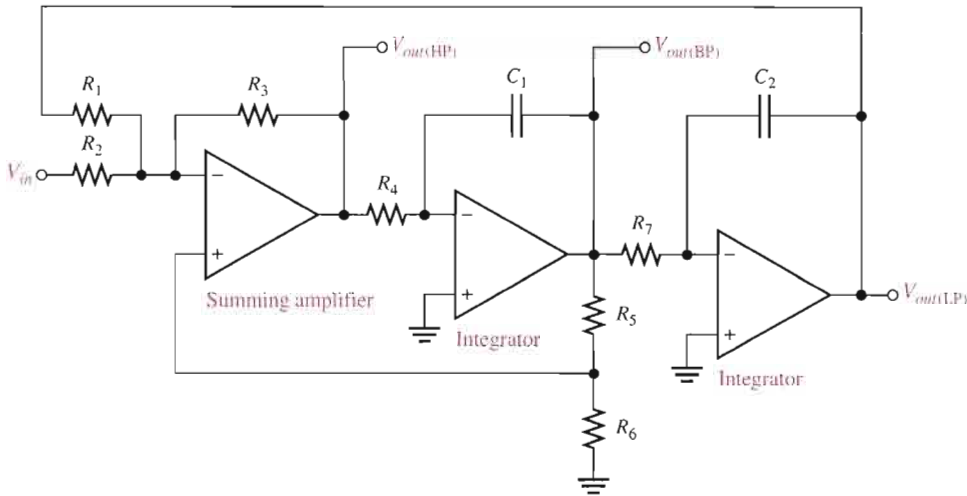 Vout(HP)
Vout(BP)
R1
R3
C1
C2
R2
Vin
−
R4
−
R7
+
−
Summing amplifier
+
Vout(LP)
R5
Integrator
+
Integrator
R6